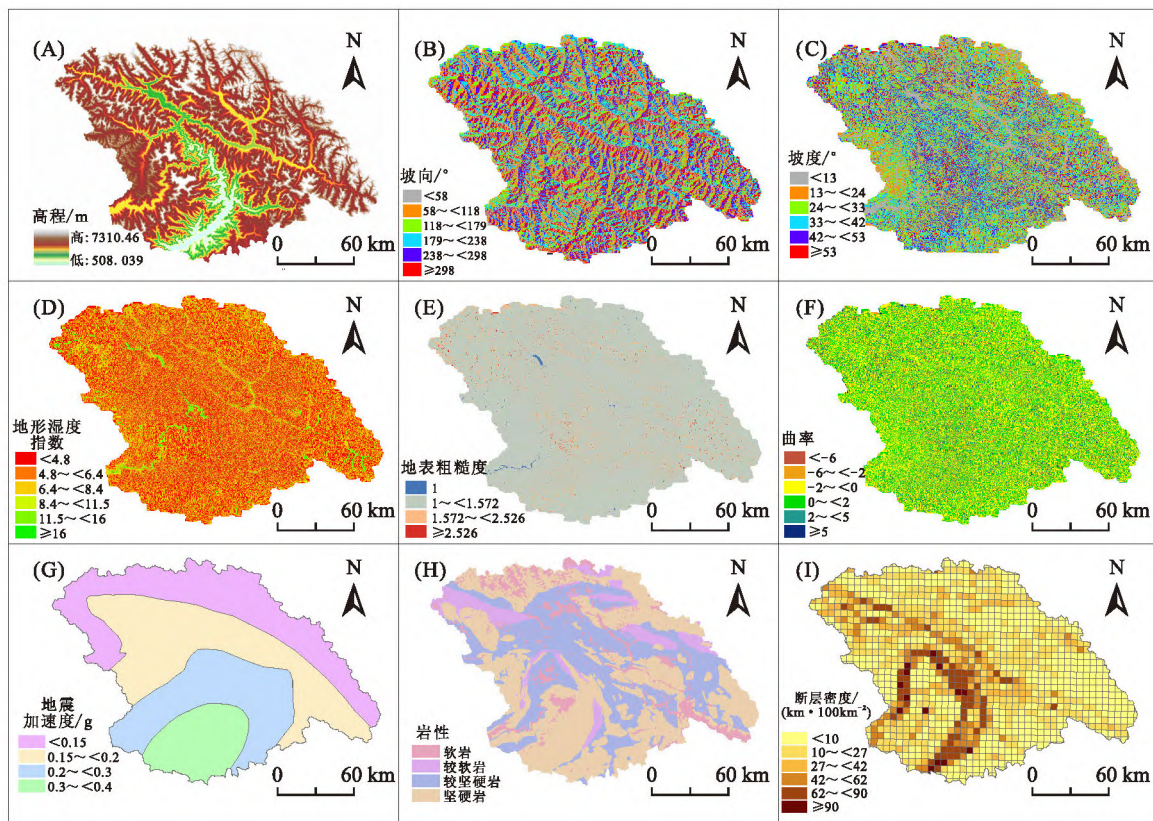 (A)
N
高程/m
高:7310.46
低:508.039
0 60 km
(B)
N
坡向/°
<58
58～<118
118～<179
179～<238
238～<298
≥298
0 60 km
(C)
N
坡度/°
<13
13～<24
24～<33
33～<42
42～<53
≥53
0 60 km
(D)
N
地形湿度
指数
<4.8
4.8～<6.4
6.4～<8.4
8.4～<11.5
11.5～<16
≥16
0 60 km
(E)
N
地表粗糙度
1
1～<1.572
1.572～<2.526
≥2.526
0 60 km
(F)
N
曲率
<-6
-6～<-2
-2～<0
0～<2
2～<5
≥5
0 60 km
(G)
N
地震
加速度/g
<0.15
0.15～<0.2
0.2～<0.3
0.3～<0.4
0 60 km
(H)
N
岩性
软岩
较软岩
较坚硬岩
坚硬岩
0 60 km
(I)
N
断层密度/
(km·100km⁻²)
<10
10～<27
27～<42
42～<62
62～<90
≥90
0 60 km